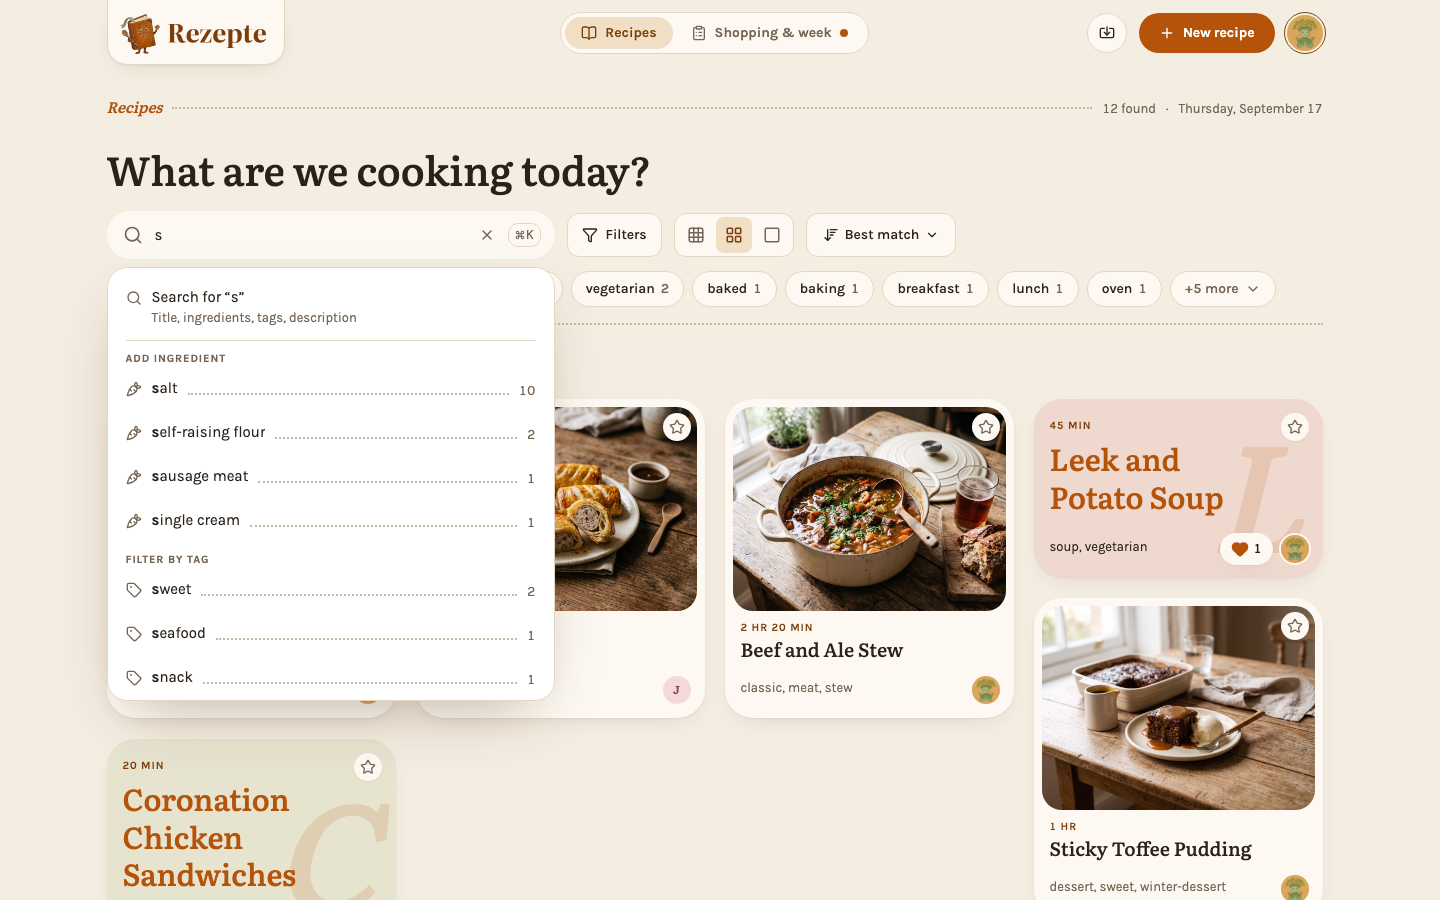 Rezepte
Recipes
Shopping & week
New recipe
Recipes
12 found · Thursday, September 17
What are we cooking today?
s
⌘K
Filters
Best match
Search for “s”
Title, ingredients, tags, description
ADD INGREDIENT
salt 10
self-raising flour 2
sausage meat 1
single cream 1
FILTER BY TAG
sweet 2
seafood 1
snack 1
vegetarian 2
baked 1
baking 1
breakfast 1
lunch 1
oven 1
+5 more
J
2 HR 20 MIN
Beef and Ale Stew
classic, meat, stew
45 MIN
L
Leek and
Potato Soup
soup, vegetarian
1
1 HR
Sticky Toffee Pudding
dessert, sweet, winter-dessert
20 MIN
C
Coronation
Chicken
Sandwiches